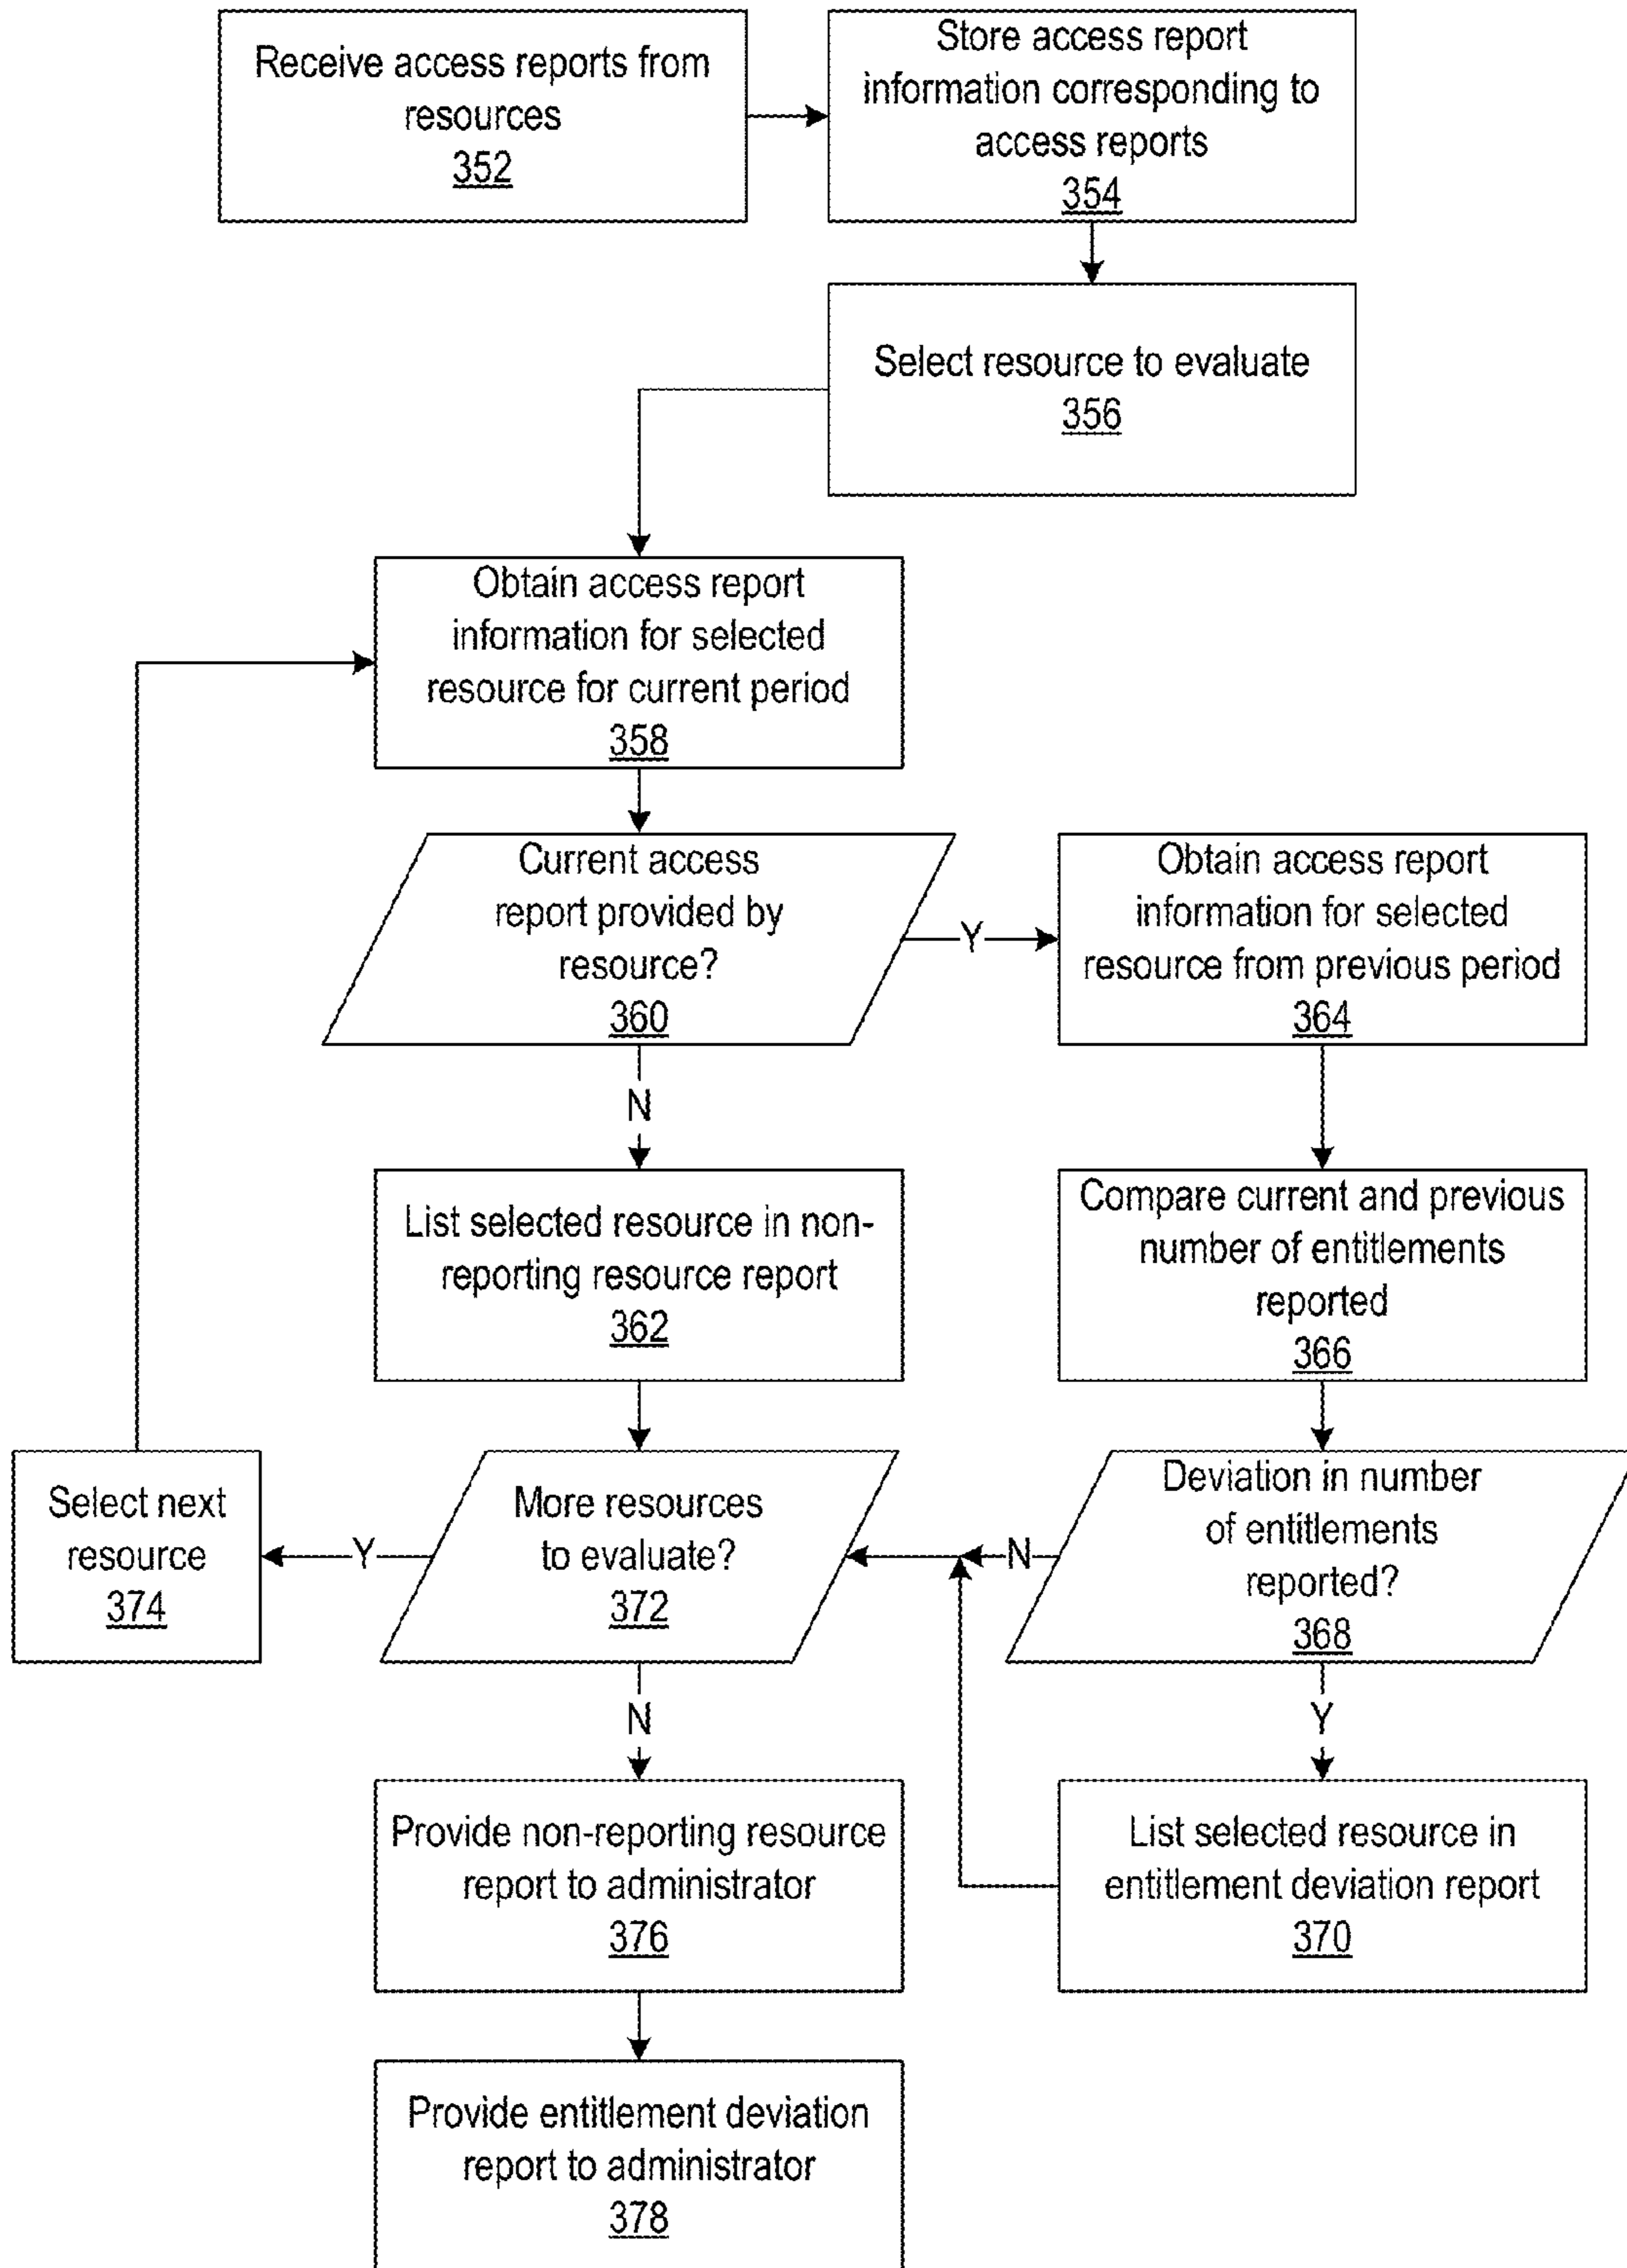 Receive access reports from
resources
352
Store access report
information corresponding to
access reports
354
Select resource to evaluate
356
Obtain access report
information for selected
resource for current period
358
Current access
report provided by
resource?
360
Y
Obtain access report
information for selected
resource from previous period
364
N
List selected resource in non-
reporting resource report
362
Compare current and previous
number of entitlements
reported
366
Select next
resource
374
Y
More resources
to evaluate?
372
N
Deviation in number
of entitlements
reported?
368
N
Y
Provide non-reporting resource
report to administrator
376
List selected resource in
entitlement deviation report
370
Provide entitlement deviation
report to administrator
378